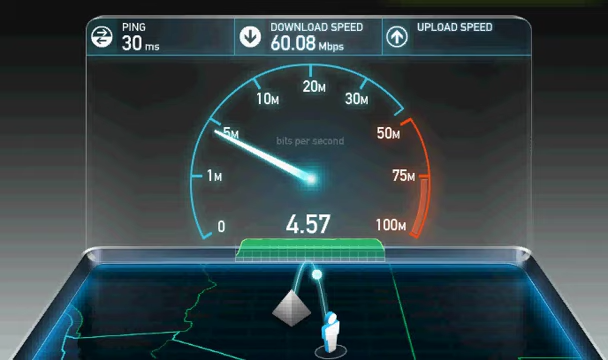 PING
30 ms
DOWNLOAD SPEED
60.08 Mbps
UPLOAD SPEED
20M
10M
30M
5M
50M
bits per second
1M
75M
0
4.57
100M